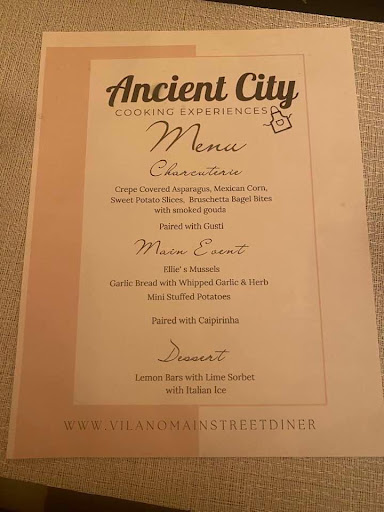 Ancient City
COOKING EXPERIENCES
Menu
Charcuterie
Crepe Covered Asparagus, Mexican Corn,
Sweet Potato Slices, Bruschetta Bagel Bites
with smoked gouda
Paired with Gusti
Main Event
Ellie' s Mussels
Garlic Bread with Whipped Garlic & Herb
Mini Stuffed Potatoes
Paired with Caipirinha
Dessert
Lemon Bars with Lime Sorbet
with Italian Ice
WWW.VILANOMAINSTREETDINER